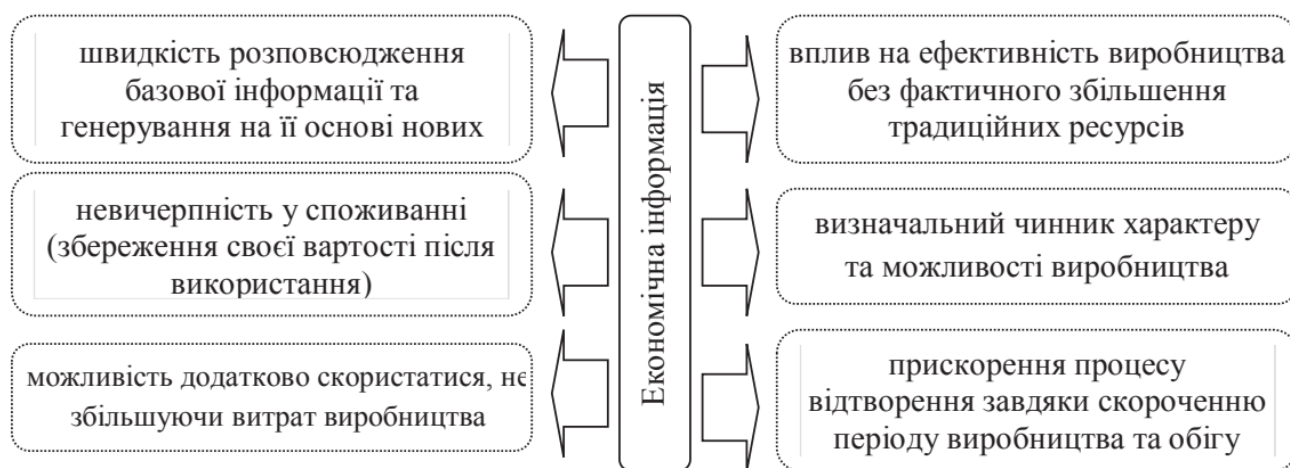 швидкість розповсюдження
базової інформації та
генерування на її основі нових
невичерпність у споживанні
(збереження своєї вартості після
використання)
можливість додатково скористатися, не
збільшуючи витрат виробництва
Економічна інформація
вплив на ефективність виробництва
без фактичного збільшення
традиційних ресурсів
визначальний чинник характеру
та можливості виробництва
прискорення процесу
відтворення завдяки скороченню
періоду виробництва та обігу